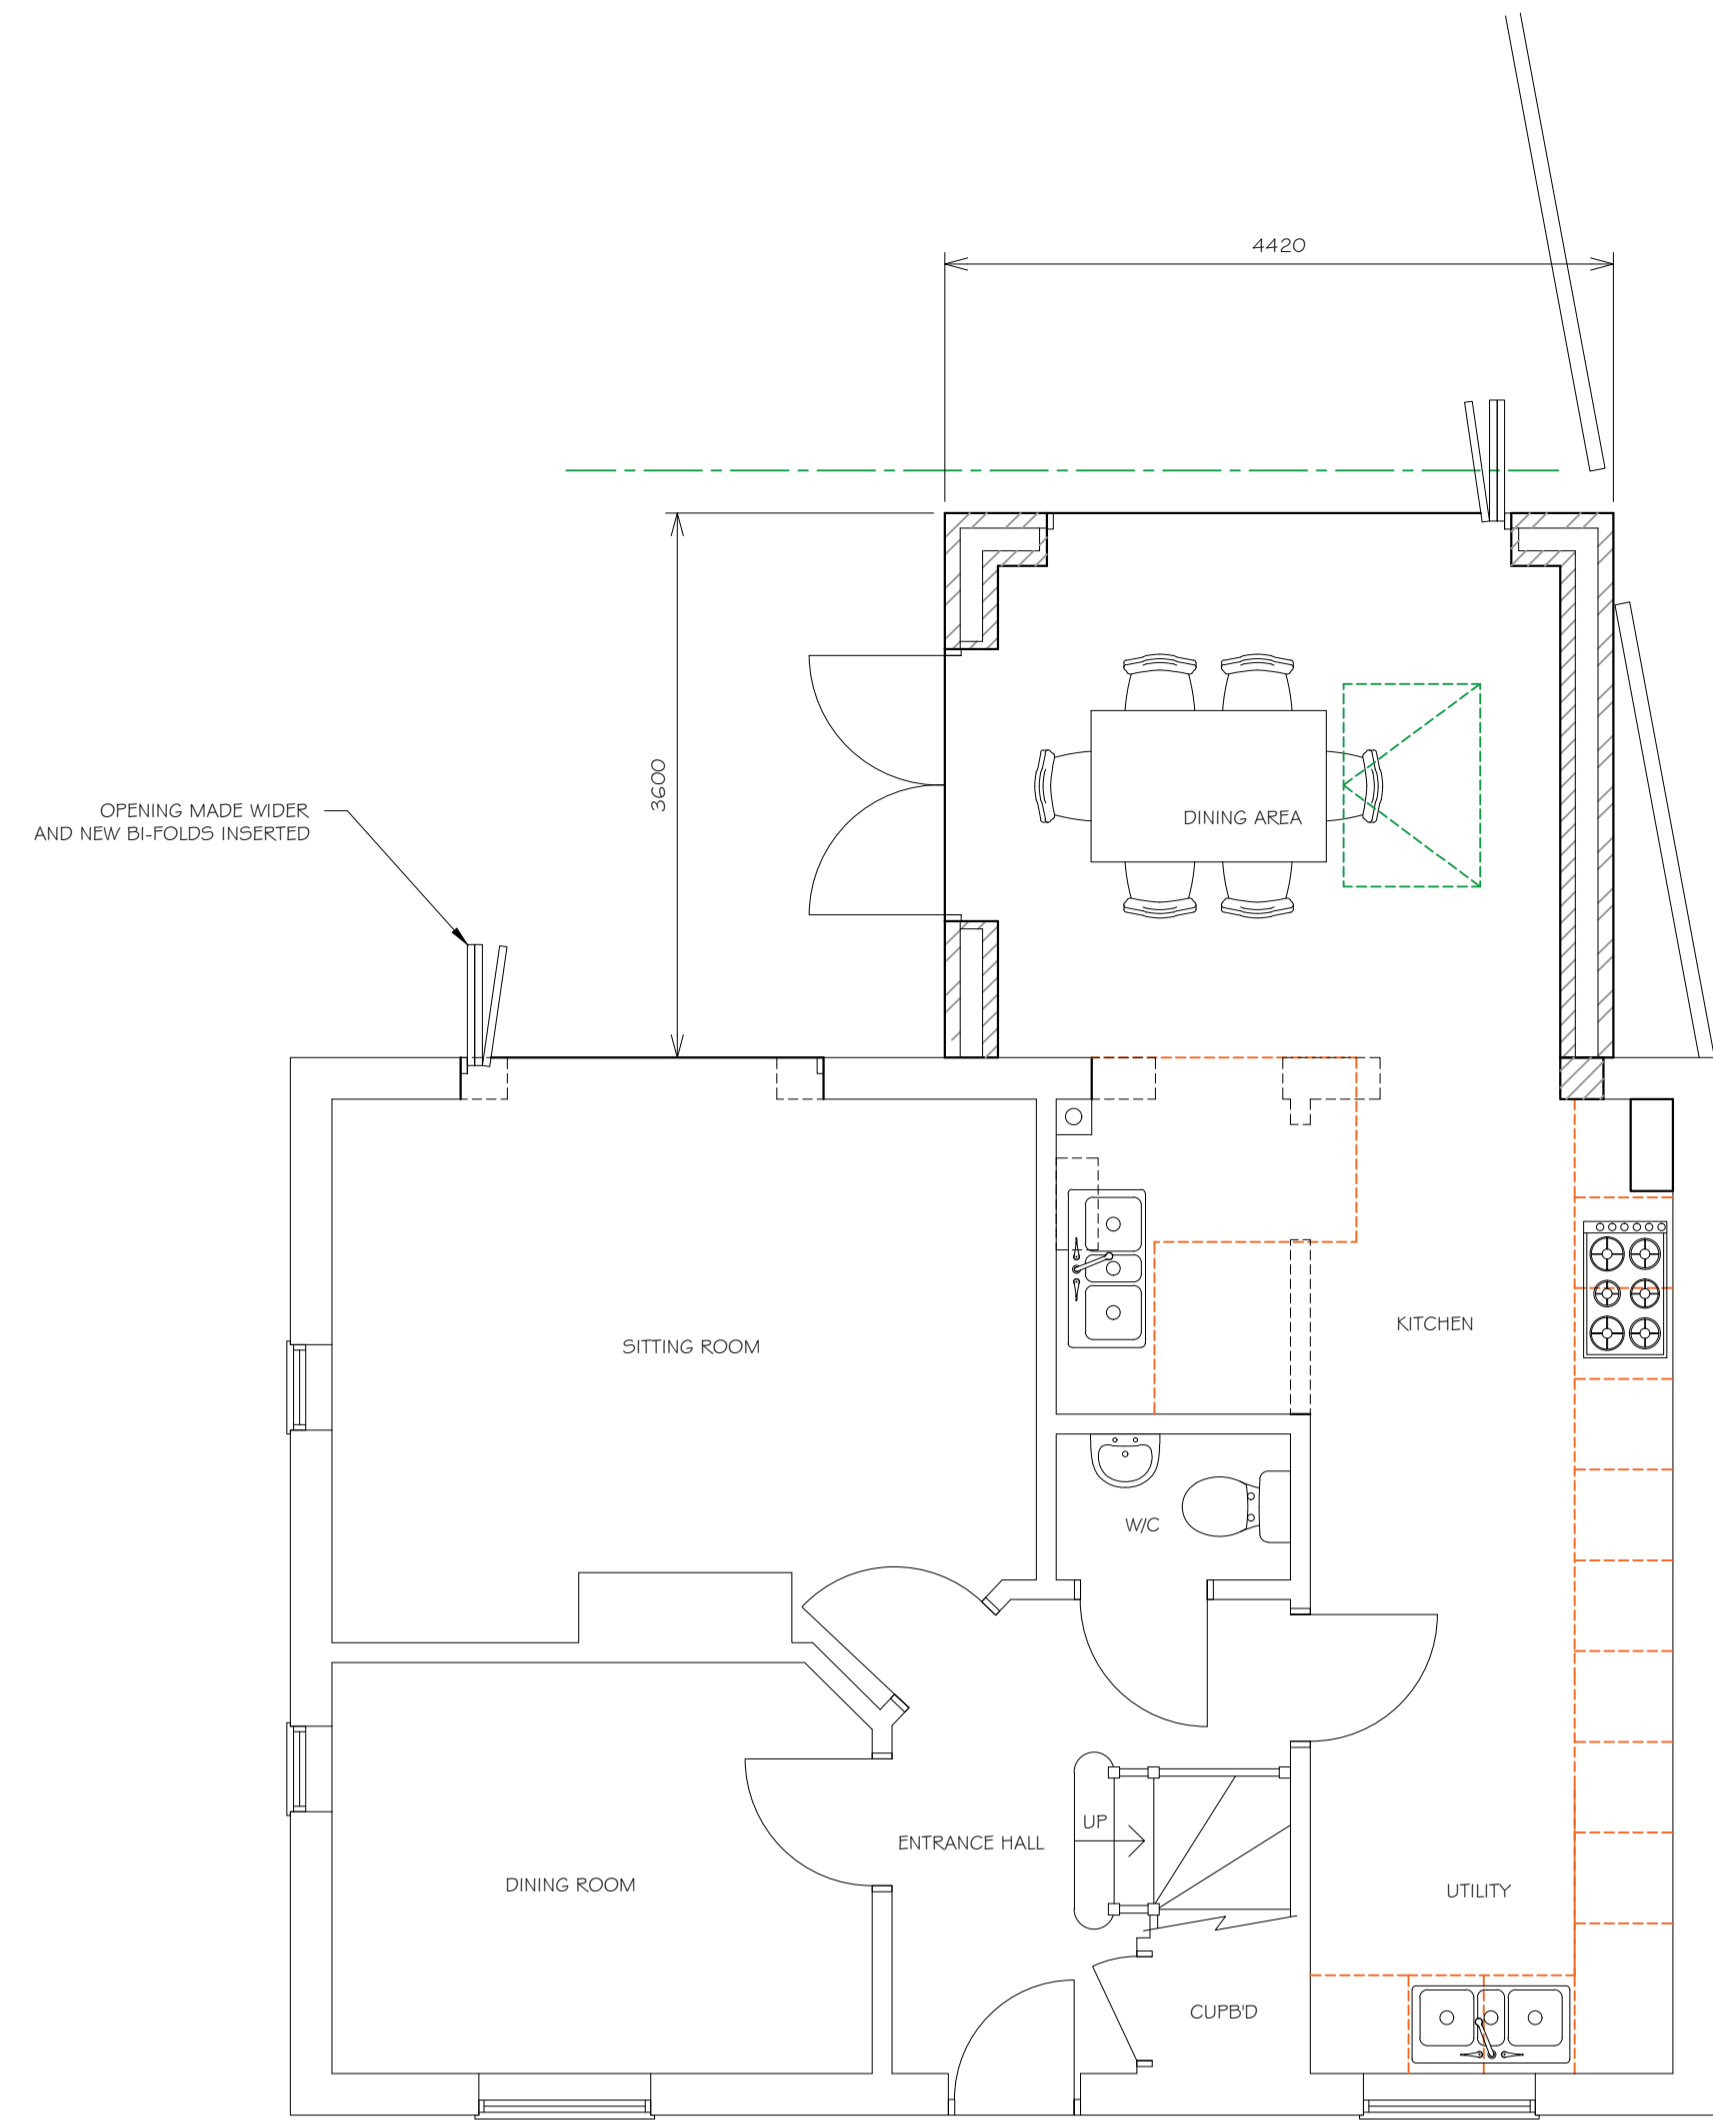 4420
3600
OPENING MADE WIDER
AND NEW BI-FOLDS INSERTED
DINING AREA
SITTING ROOM
KITCHEN
W/C
UP
ENTRANCE HALL
DINING ROOM
UTILITY
CUPB'D